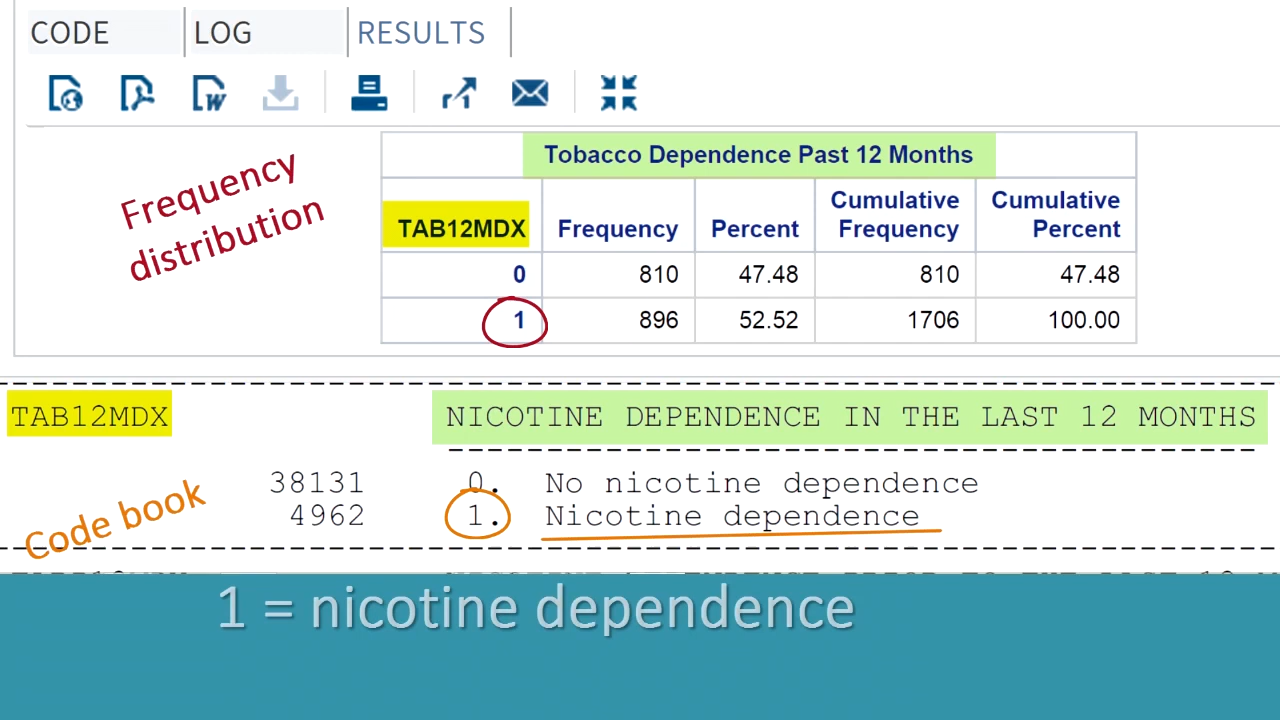 CODE LOG RESULTS
Frequency
distribution
Tobacco Dependence Past 12 Months
TAB12MDX Frequency Percent Cumulative Frequency Cumulative Percent
0 810 47.48 810 47.48
1 896 52.52 1706 100.00
TAB12MDX NICOTINE DEPENDENCE IN THE LAST 12 MONTHS
38131 0. No nicotine dependence
4962 1. Nicotine dependence
Code book
1 = nicotine dependence